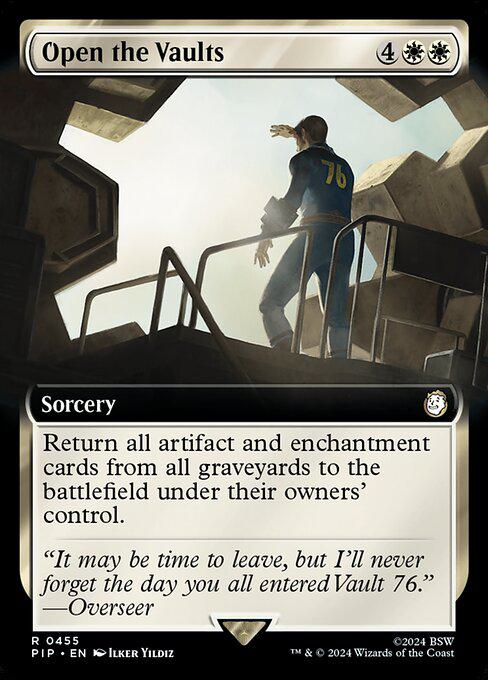 Open the Vaults 4
76
Sorcery
Return all artifact and enchantment
cards from all graveyards to the
battlefield under their owners’
control.
“It may be time to leave, but I’ll never
forget the day you all entered Vault 76.”
—Overseer
R 0455 ©2024 BSW
PIP • EN Ilker Yildiz ™ & © 2024 Wizards of the Coast